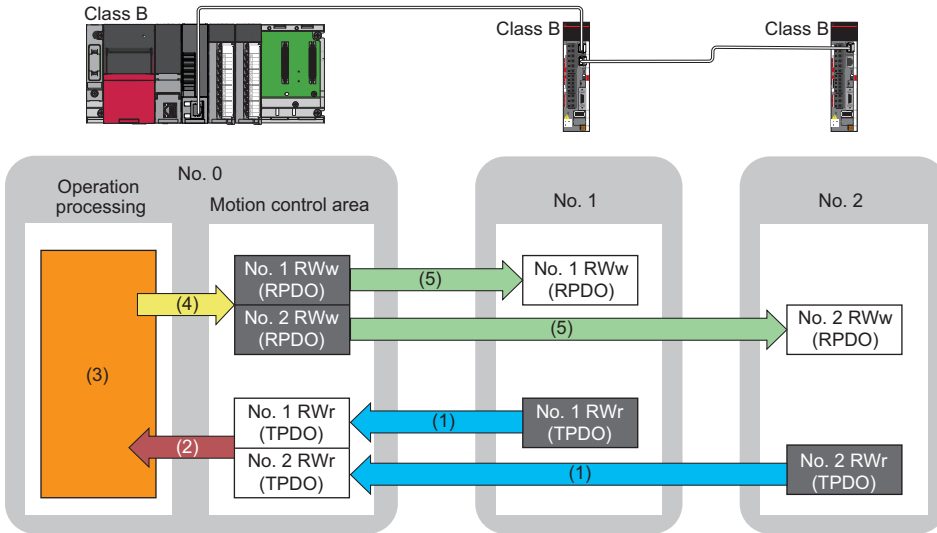 Class B
Class B
Class B
No. 0
Operation
processing
Motion control area
No. 1
No. 2
(3)
(4)
No. 1 RWw
(RPDO)
No. 2 RWw
(RPDO)
(5)
No. 1 RWw
(RPDO)
(5)
No. 2 RWw
(RPDO)
(2)
No. 1 RWr
(TPDO)
No. 2 RWr
(TPDO)
(1)
No. 1 RWr
(TPDO)
(1)
No. 2 RWr
(TPDO)